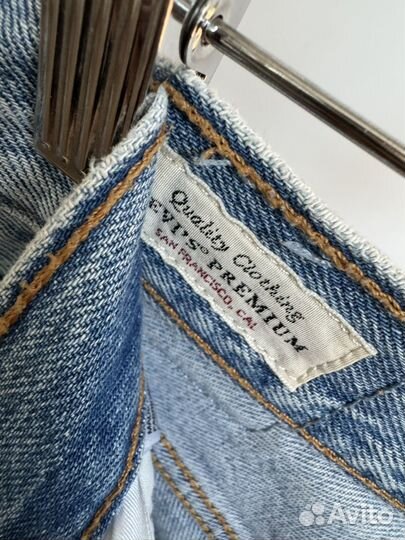 Quality Clothing
EVI'S® PREMIUM
SAN FRANCISCO, CAL
Avito